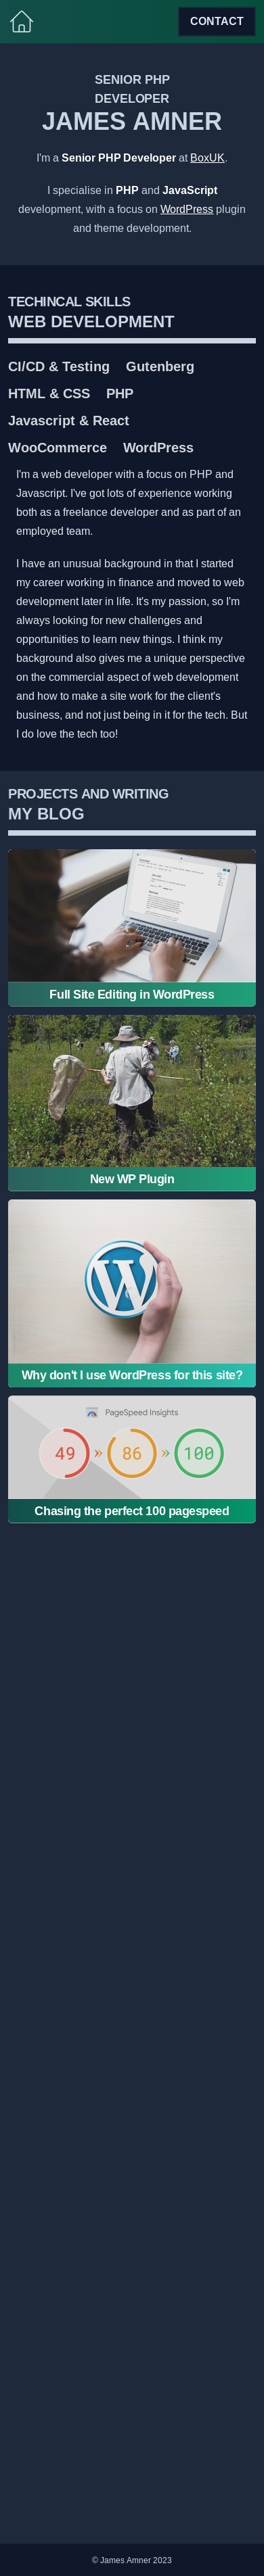 CONTACT
SENIOR PHP
DEVELOPER
JAMES AMNER
I'm a Senior PHP Developer at BoxUK.
I specialise in PHP and JavaScript
development, with a focus on WordPress plugin
and theme development.
TECHINCAL SKILLS
WEB DEVELOPMENT
CI/CD & Testing Gutenberg
HTML & CSS PHP
Javascript & React
WooCommerce WordPress
I'm a web developer with a focus on PHP and
Javascript. I've got lots of experience working
both as a freelance developer and as part of an
employed team.
I have an unusual background in that I started
my career working in finance and moved to web
development later in life. It's my passion, so I'm
always looking for new challenges and
opportunities to learn new things. I think my
background also gives me a unique perspective
on the commercial aspect of web development
and how to make a site work for the client's
business, and not just being in it for the tech. But
I do love the tech too!
PROJECTS AND WRITING
MY BLOG
Full Site Editing in WordPress
New WP Plugin
Why don't I use WordPress for this site?
PageSpeed Insights
49 » 86 » 100
Chasing the perfect 100 pagespeed
© James Amner 2023